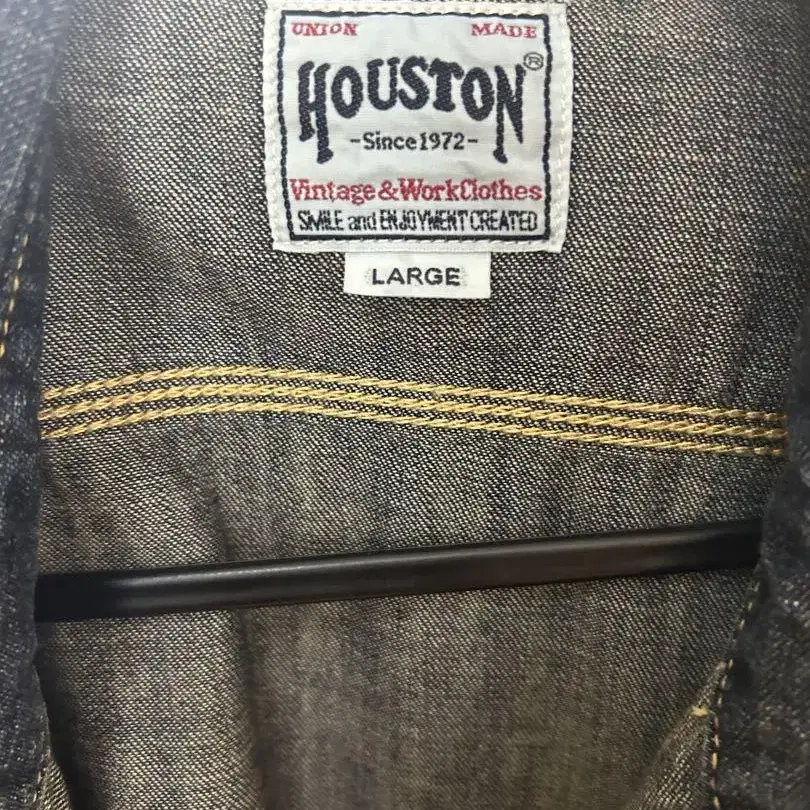 UNION MADE
HOUSTON®
-Since1972-
Vintage&WorkClothes
SMILE and ENJOYMENT CREATED
LARGE